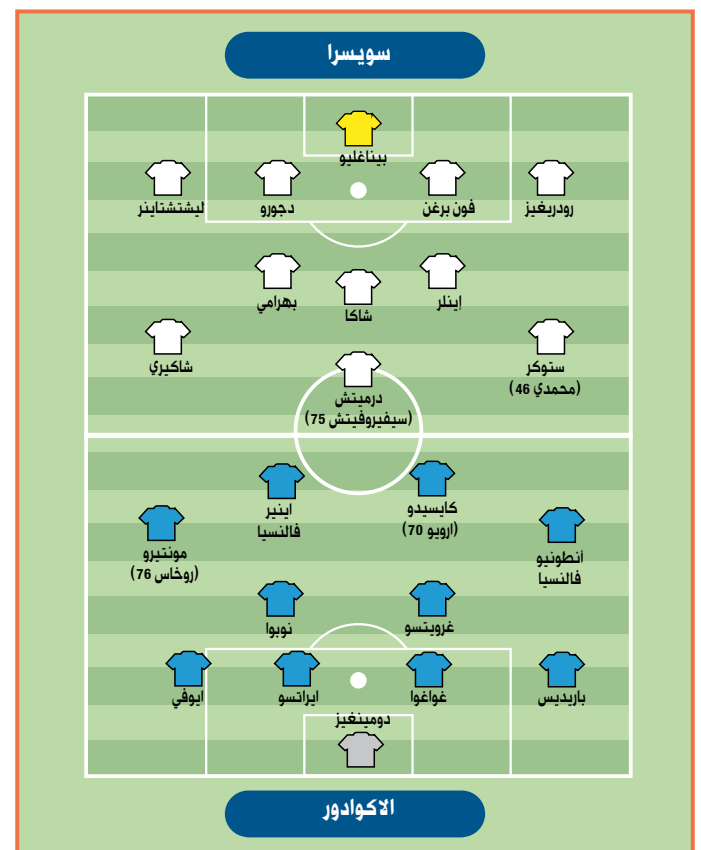 سويسرا
بيناغليو
رودريغيز
فون برغن
دجورو
ليشتشتاينر
إينلر
شاكا
بهرامي
ستوكر
(محمدي 46)
شاكيري
درميتش
(سيفيروفيتش 75)
كايسيدو
(ارويو 70)
اينير
فالنسيا
أنطونيو
فالنسيا
مونتيرو
(روخاس 76)
غرويتسو
نوبوا
باريديس
غواغوا
ايراتسو
ايوفي
دومينغيز
الاكوادور